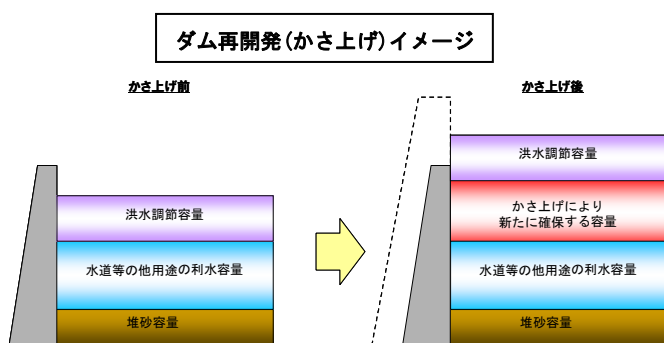 ダム再開発(かさ上げ)イメージ
かさ上げ前
かさ上げ後
洪水調節容量
水道等の他用途の利水容量
堆砂容量
洪水調節容量
かさ上げにより
新たに確保する容量
水道等の他用途の利水容量
堆砂容量